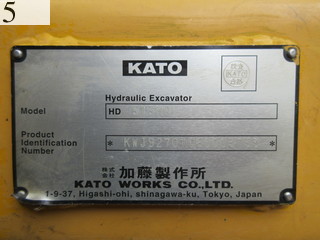 5
KATO
Hydraulic Excavator
Model HD
Product
Identification
Number
株式会社 加藤製作所
KATO WORKS CO.,LTD.
1-9-37, Higashi-ohi, shinagawa-ku, Tokyo, Japan